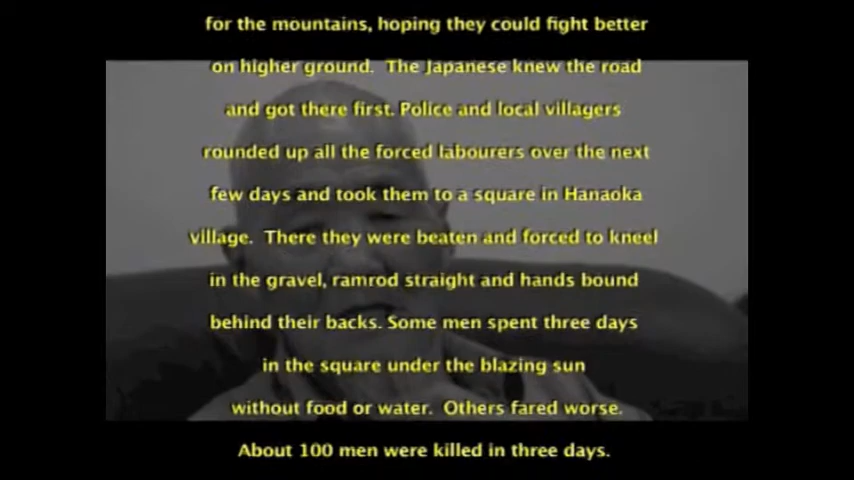 for the mountains, hoping they could fight better
on higher ground. The Japanese knew the road
and got there first. Police and local villagers
rounded up all the forced labourers over the next
few days and took them to a square in Hanaoka
village. There they were beaten and forced to kneel
in the gravel, ramrod straight and hands bound
behind their backs. Some men spent three days
in the square under the blazing sun
without food or water. Others fared worse.
About 100 men were killed in three days.